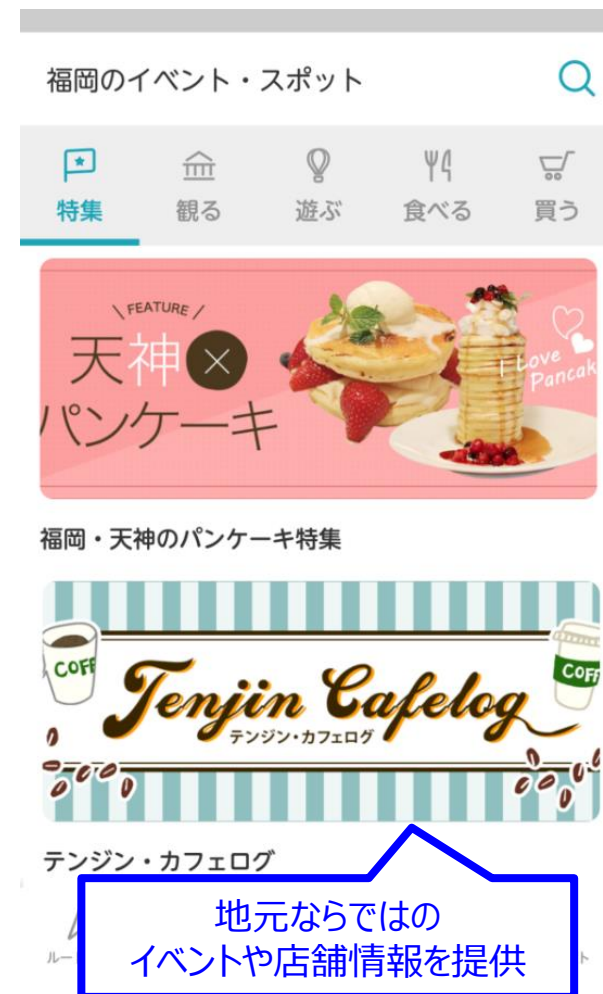 福岡のイベント・スポット
特集
観る
遊ぶ
食べる
買う
\ FEATURE /
天神×
パンケーキ
I Love
Pancak
福岡・天神のパンケーキ特集
COFF
COFF
Tenjin Cafelog
テンジン・カフェログ
テンジン・カフェログ
地元ならではの
イベントや店舗情報を提供
ルー
ト